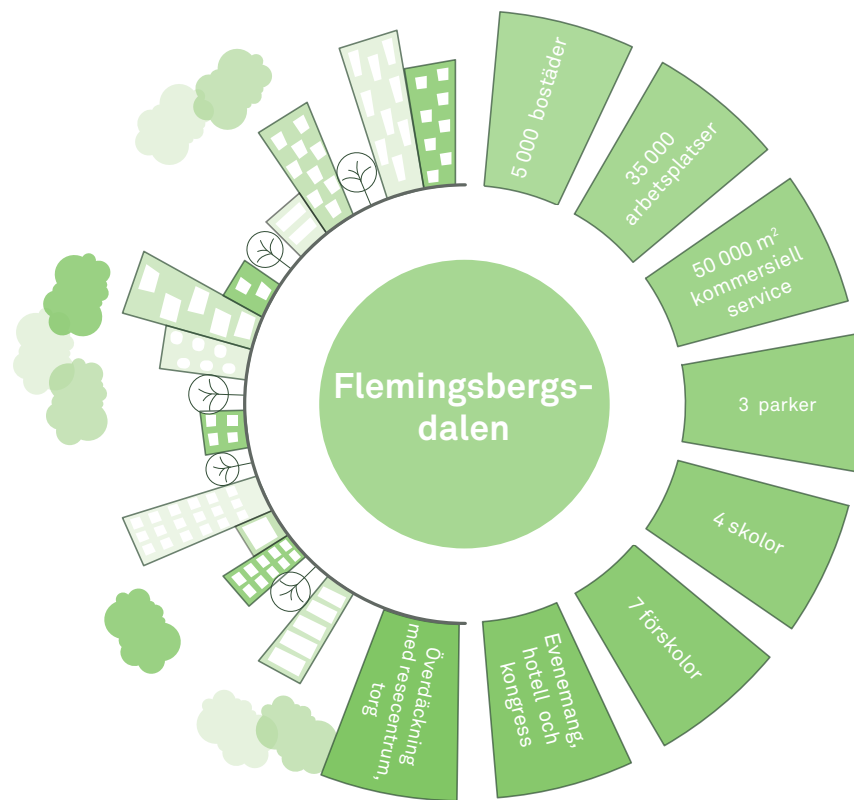 Flemingsbergs-
dalen
5 000 bostäder
35 000
arbetsplatser
50 000 m²
kommersiell
service
3 parker
4 skolor
7 förskolor
Evenemang,
hotell och
kongress
Överdäckning
med resecentrum,
torg